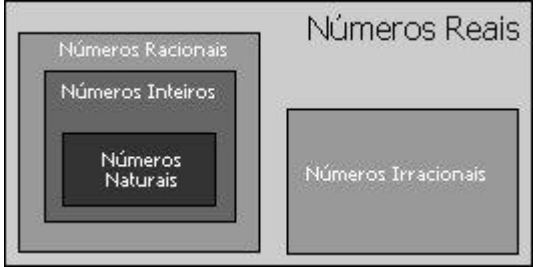 Números Reais
Números Racionais
Números Inteiros
Números
Naturais
Números Irracionais